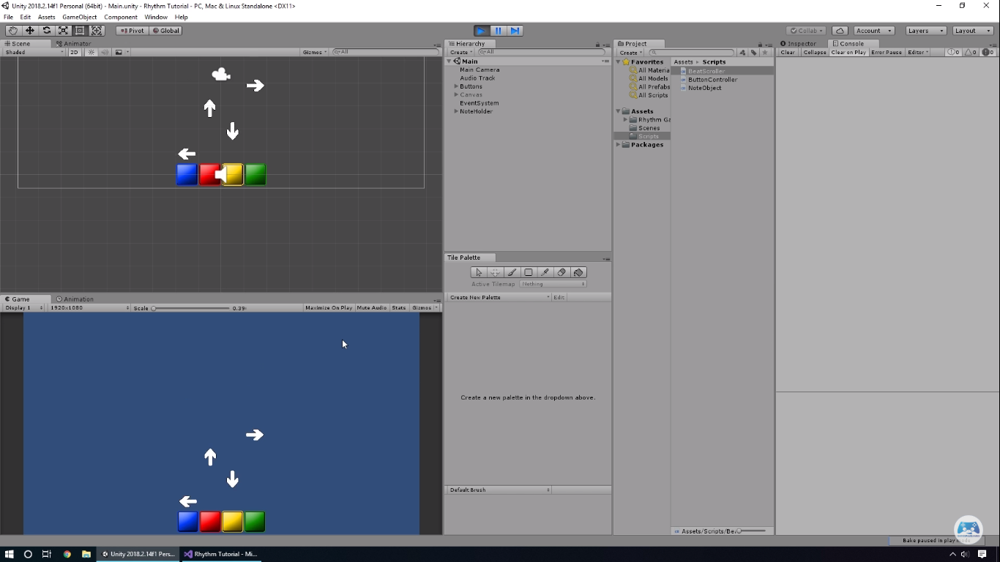 Unity 2018.2.14f1 Personal (64bit) - Main.unity - Rhythm Tutorial - PC, Mac & Linux Standalone <DX11>
File Edit Assets GameObject Component Window Help
Pivot Global Collab Account Layers Layout
Scene Animator
Shaded 2D Gizmos All
Hierarchy
Create All
Main
Main Camera
Audio Track
Buttons
Canvas
EventSystem
NoteHolder
Tile Palette
Active Tilemap Nothing
Create New Palette Edit
Create a new palette in the dropdown above.
Default Brush
Project
Create
Favorites
All Materia
All Models
All Prefabs
All Scripts
Assets
Rhythm Ga
Scenes
Scripts
Packages
Assets Scripts
BeatScroller
ButtonController
NoteObject
Assets/Scripts/Be
Inspector Console
Clear Collapse Clear on Play Error Pause Editor 0 0 0
Game Animation
Display 1 1920x1080 Scale 0.39 Maximize On Play Mute Audio Stats Gizmos
Bake paused in play
Unity 2018.2.14f1 Pers... Rhythm Tutorial - Mi...